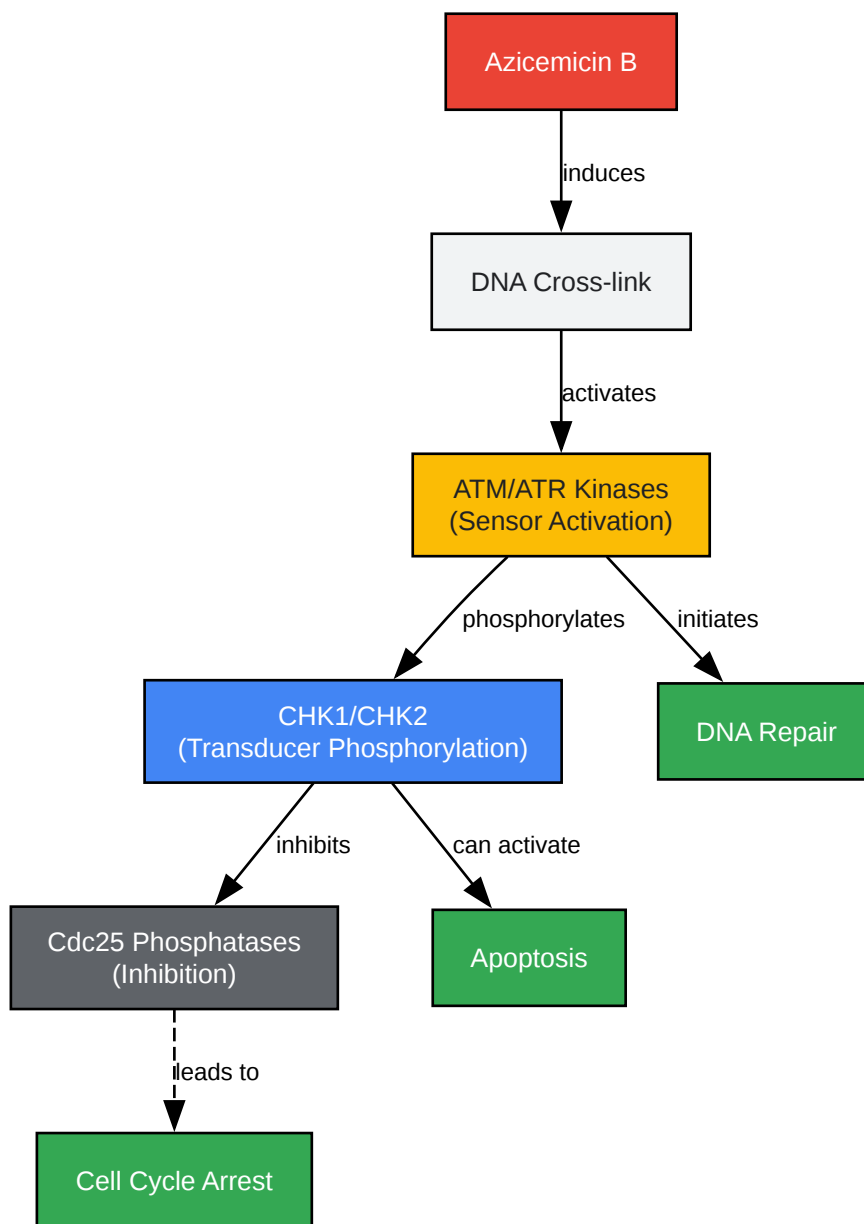 Azicemicin B
induces
DNA Cross-link
activates
ATM/ATR Kinases
(Sensor Activation)
phosphorylates
initiates
CHK1/CHK2
(Transducer Phosphorylation)
DNA Repair
inhibits
can activate
Cdc25 Phosphatases
(Inhibition)
Apoptosis
leads to
Cell Cycle Arrest